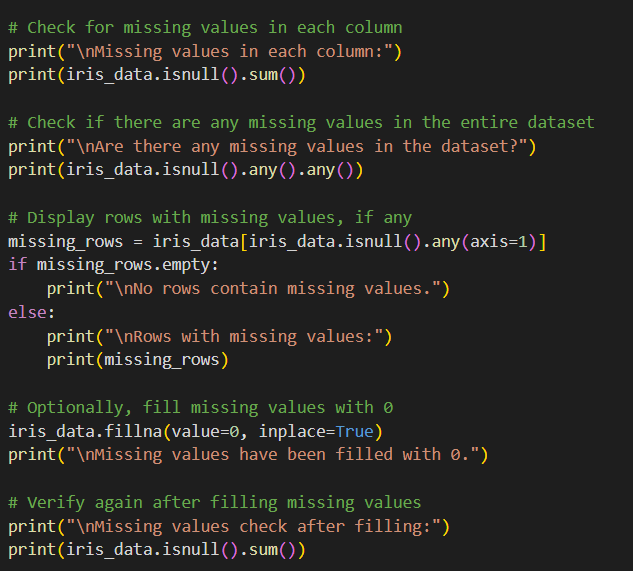 # Check for missing values in each column
print("\nMissing values in each column:")
print(iris_data.isnull().sum())

# Check if there are any missing values in the entire dataset
print("\nAre there any missing values in the dataset?")
print(iris_data.isnull().any().any())

# Display rows with missing values, if any
missing_rows = iris_data[iris_data.isnull().any(axis=1)]
if missing_rows.empty:
    print("\nNo rows contain missing values.")
else:
    print("\nRows with missing values:")
    print(missing_rows)

# Optionally, fill missing values with 0
iris_data.fillna(value=0, inplace=True)
print("\nMissing values have been filled with 0.")

# Verify again after filling missing values
print("\nMissing values check after filling:")
print(iris_data.isnull().sum())